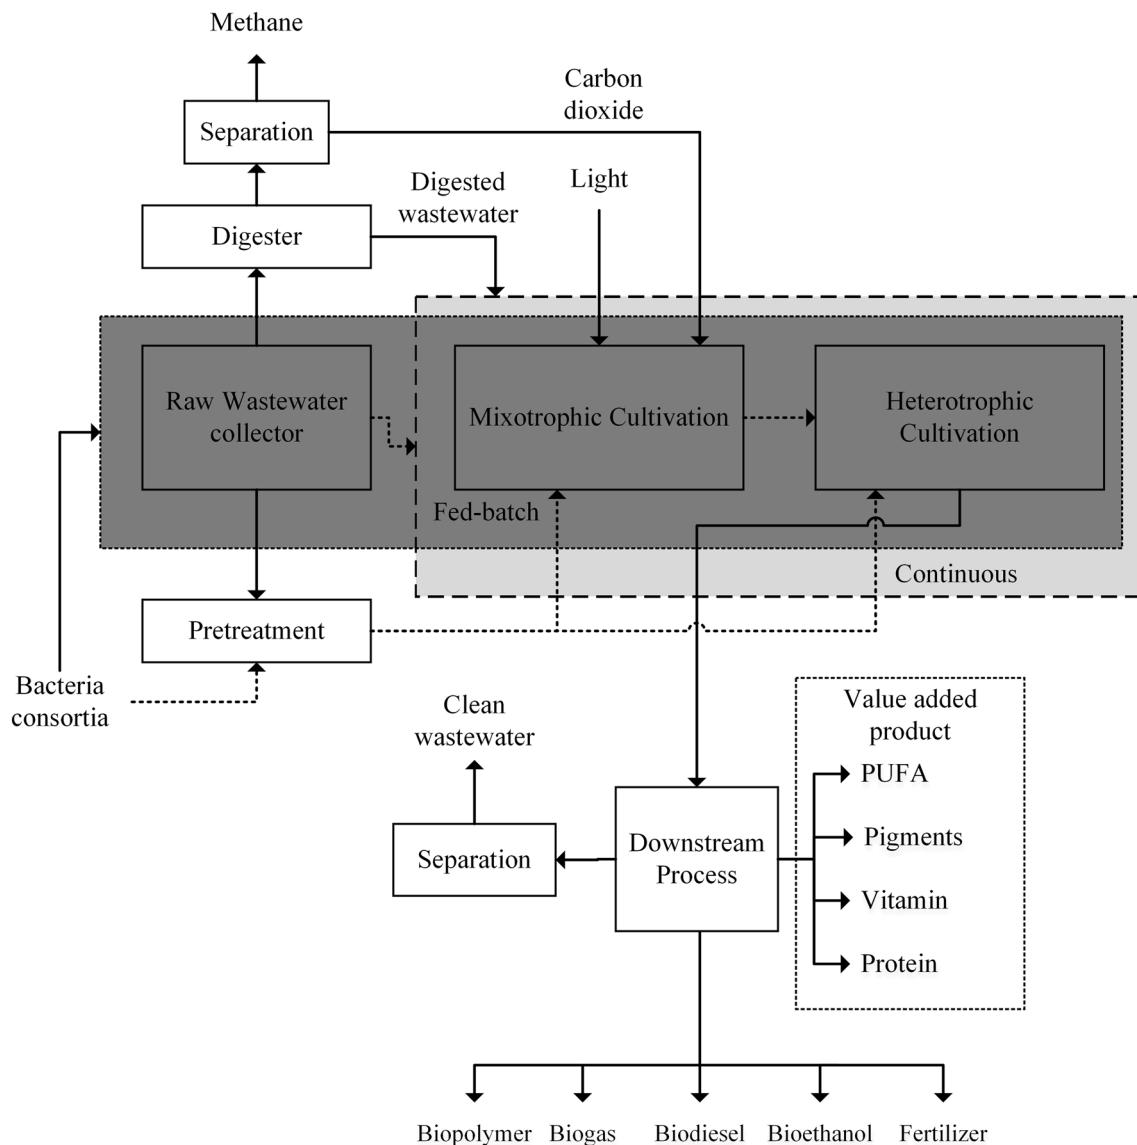 Methane
Carbon
dioxide
Separation
Digested
wastewater
Light
Digester
Raw Wastewater
collector
Mixotrophic Cultivation
Heterotrophic
Cultivation
Fed-batch
Continuous
Pretreatment
Bacteria
consortia
Clean
wastewater
Value added
product
PUFA
Pigments
Vitamin
Protein
Separation
Downstream
Process
Biopolymer
Biogas
Biodiesel
Bioethanol
Fertilizer